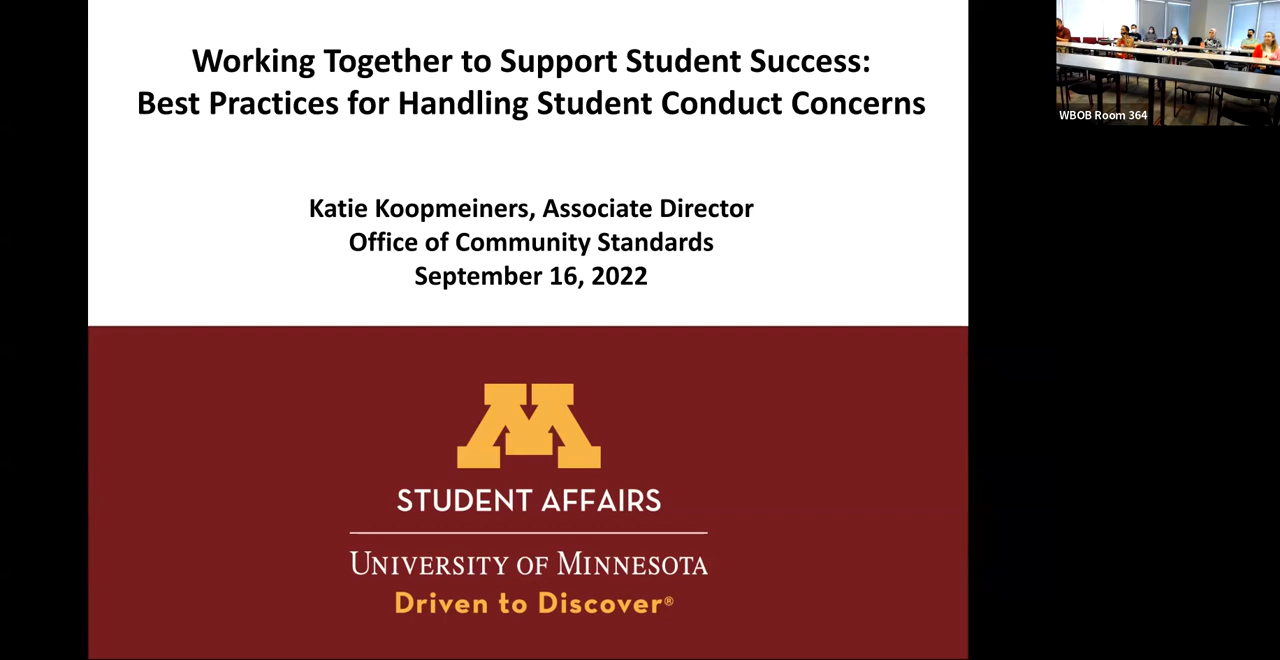 Working Together to Support Student Success:
Best Practices for Handling Student Conduct Concerns
Katie Koopmeiners, Associate Director
Office of Community Standards
September 16, 2022
M
STUDENT AFFAIRS
UNIVERSITY OF MINNESOTA
Driven to Discover®
WBOB Room 364